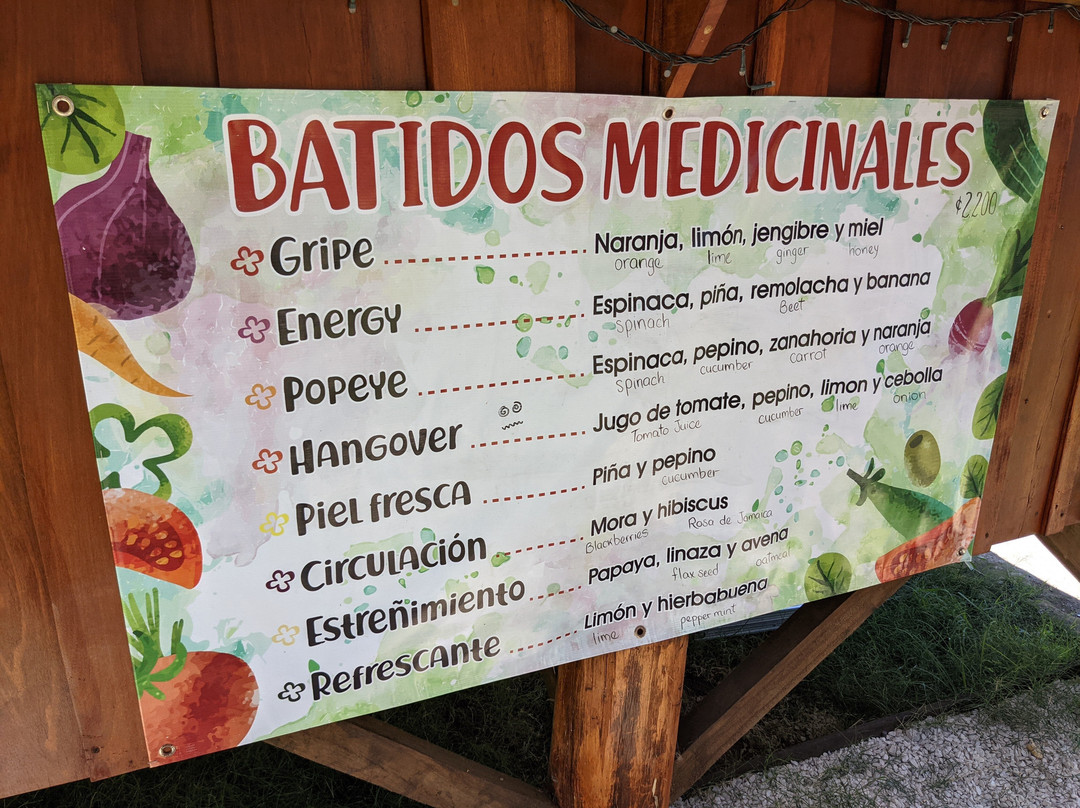 BATIDOS MEDICINALES
¢2200
Gripe ........ Naranja, limón, jengibre y miel
orange lime ginger honey
Energy ........ Espinaca, piña, remolacha y banana
spinach Beet
Popeye ........ Espinaca, pepino, zanahoria y naranja
spinach cucumber carrot orange
Hangover ........ Jugo de tomate, pepino, limon y cebolla
Tomato Juice cucumber lime onion
Piel fresca ........ Piña y pepino
cucumber
Circulación ........ Mora y hibiscus
Blackberries Rosa de Jamaica
Estreñimiento ........ Papaya, linaza y avena
flax seed oatmeal
Refrescante ........ Limón y hierbabuena
lime pepper mint